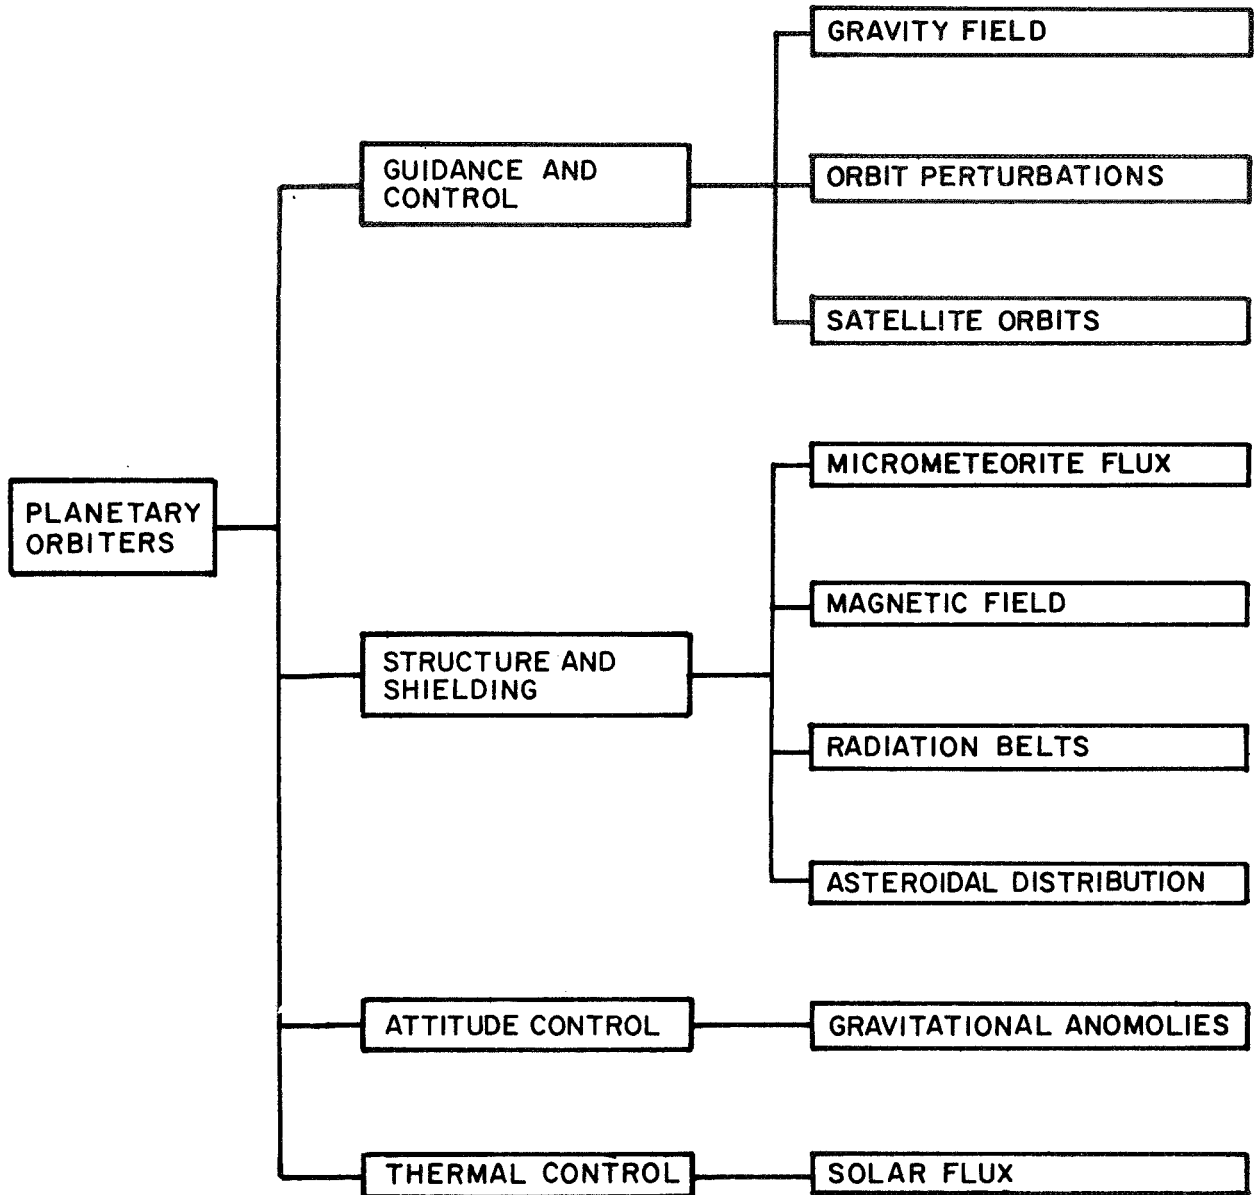 PLANETARY
ORBITERS
GUIDANCE AND
CONTROL
GRAVITY FIELD
ORBIT PERTURBATIONS
SATELLITE ORBITS
STRUCTURE AND
SHIELDING
MICROMETEORITE FLUX
MAGNETIC FIELD
RADIATION BELTS
ASTEROIDAL DISTRIBUTION
ATTITUDE CONTROL
GRAVITATIONAL ANOMOLIES
THERMAL CONTROL
SOLAR FLUX